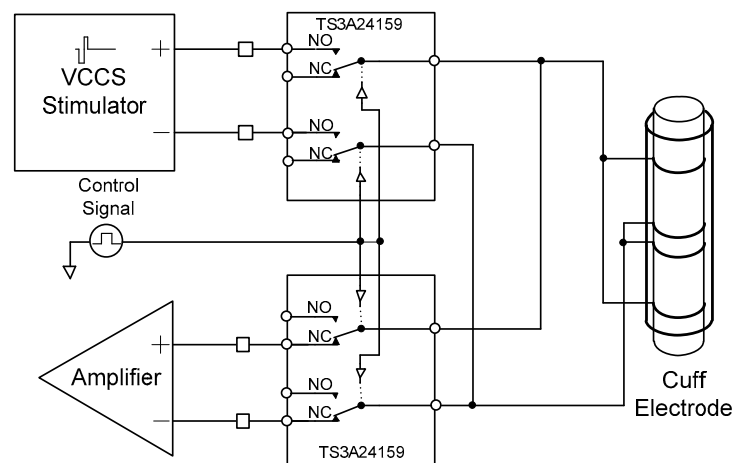 TS3A24159
NO
NC
NO
NC
+
VCCS
Stimulator
−
Control
Signal
NO
NC
NO
NC
TS3A24159
+
Amplifier
−
Cuff
Electrode